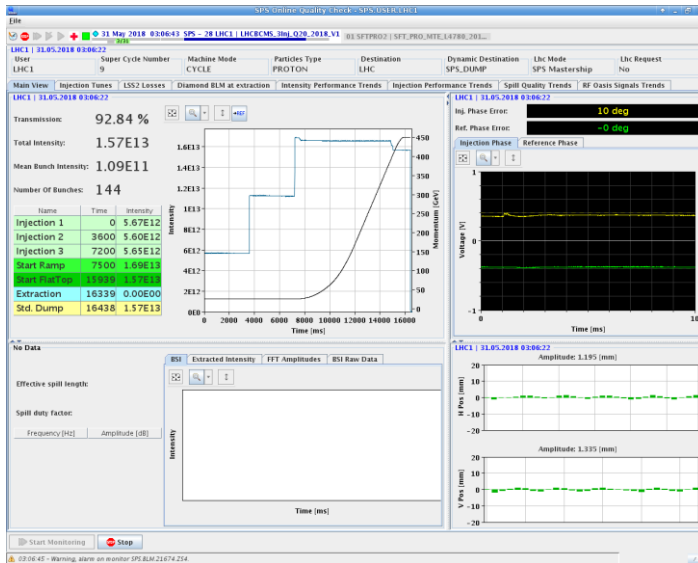 SPS Online Quality Check - SPS.USER.LHC1
File
31 May 2018 03:06:43 SPS - 28 LHC1 | LHCBCMS_3Inj_Q20_2018_V1 01 SFTPRO2 | SFT_PRO_MTE_L4780_201...
LHC1 | 31.05.2018 03:06:22
User Super Cycle Number Machine Mode Particles Type Destination Dynamic Destination Lhc Mode Lhc Request
LHC1 9 CYCLE PROTON LHC SPS_DUMP SPS Mastership No
Main View Injection Tunes LSS2 Losses Diamond BLM at extraction Intensity Performance Trends Injection Performance Trends Spill Quality Trends RF Oasis Signals Trends
LHC1 | 31.05.2018 03:06:22
Transmission: 92.84 %
Total Intensity: 1.57E13
Mean Bunch Intensity: 1.09E11
Number Of Bunches: 144
Name Time Intensity
Injection 1 0 5.67E12
Injection 2 3600 5.60E12
Injection 3 7200 5.65E12
Start Ramp 7500 1.69E13
Start FlatTop 15939 1.57E13
Extraction 16339 0.00E00
Std. Dump 16438 1.57E13
REF
Intensity
1.6E13
1.4E13
1.2E13
1E13
8E12
6E12
4E12
2E12
0E0
0 2000 4000 6000 8000 10000 12000 14000 16000
Time [ms]
450
400
350
300
250
200
150
100
50
0
Momentum [GeV]
LHC1 | 31.05.2018 03:06:22
Inj. Phase Error: 10 deg
Ref. Phase Error: -0 deg
Injection Phase Reference Phase
Voltage [V]
1
0
-1
0 10
Time [ms]
No Data
Effective spill length:
Spill duty factor:
Frequency [Hz] Amplitude [dB]
BSI Extracted Intensity FFT Amplitudes BSI Raw Data
Intensity
Time [ms]
LHC1 | 31.05.2018 03:06:22
Amplitude: 1.195 [mm]
H Pos [mm]
20
10
0
-10
-20
Amplitude: 1.335 [mm]
V Pos [mm]
20
10
0
-10
-20
Start Monitoring Stop
03:06:45 - Warning, alarm on monitor SPS.BLM.21674.ZS4.